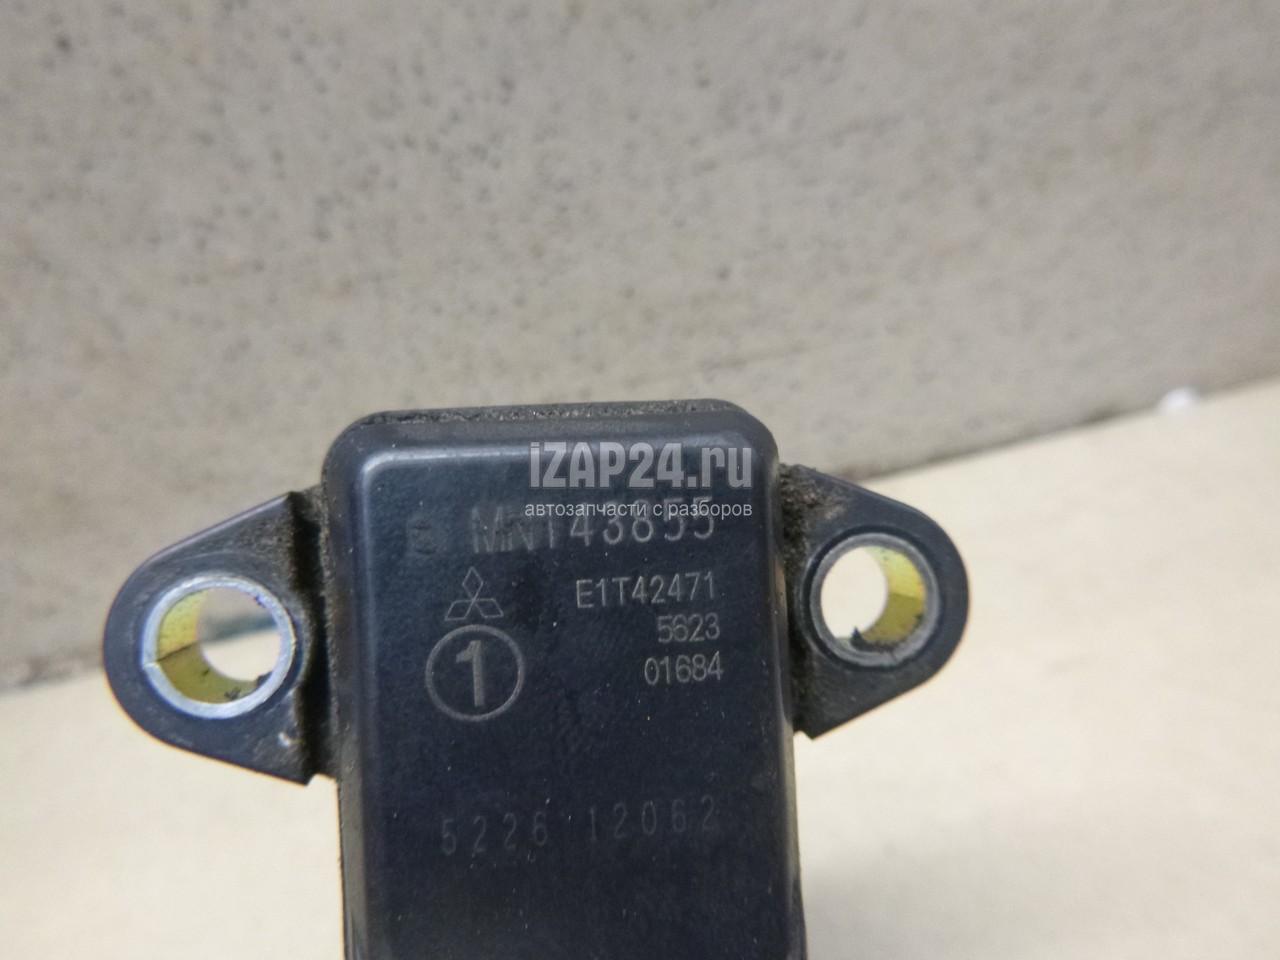 iZAP24.ru
автозапчасти с разборов
MN143855
E1T42471
5623
1
01684
5226 12062